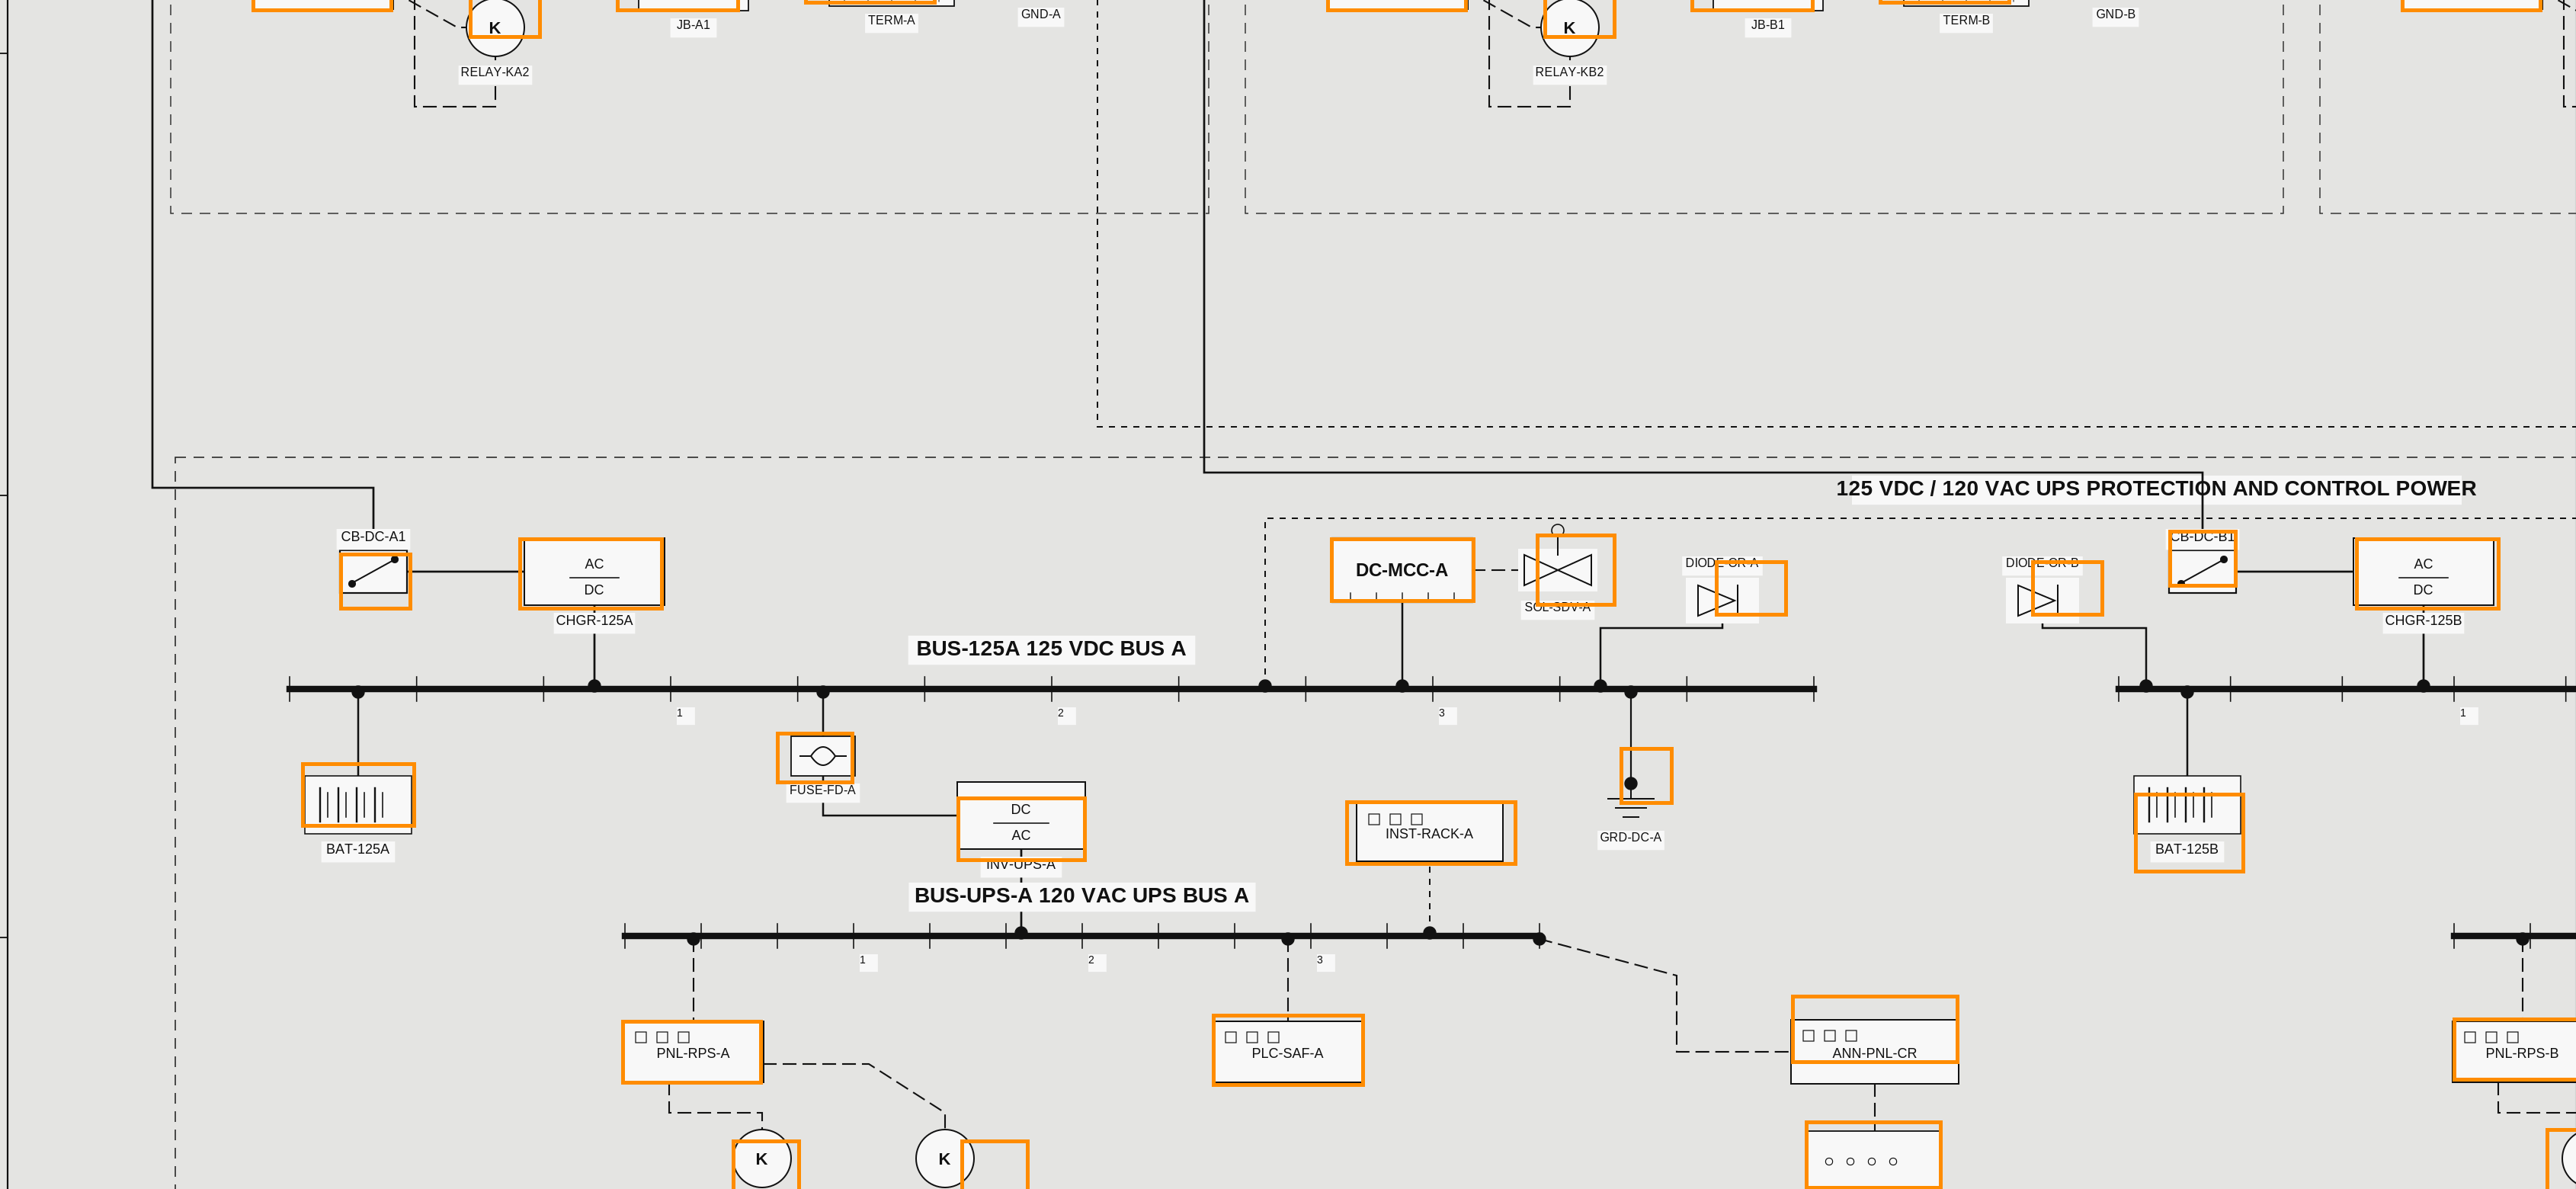 K
JB-A1
TERM-A
GND-A
K
JB-B1
TERM-B
GND-B
RELAY-KA2
RELAY-KB2
125 VDC / 120 VAC UPS PROTECTION AND CONTROL POWER
CB-DC-A1
CB-DC-B1
AC
DC
CHGR-125A
DC-MCC-A
SOL-SDV-A
DIODE-OR-A
DIODE-OR-B
AC
DC
CHGR-125B
BUS-125A 125 VDC BUS A
1
2
3
1
FUSE-FD-A
DC
AC
INV-UPS-A
INST-RACK-A
GRD-DC-A
BAT-125A
BAT-125B
BUS-UPS-A 120 VAC UPS BUS A
1
2
3
PNL-RPS-A
PLC-SAF-A
ANN-PNL-CR
PNL-RPS-B
K
K